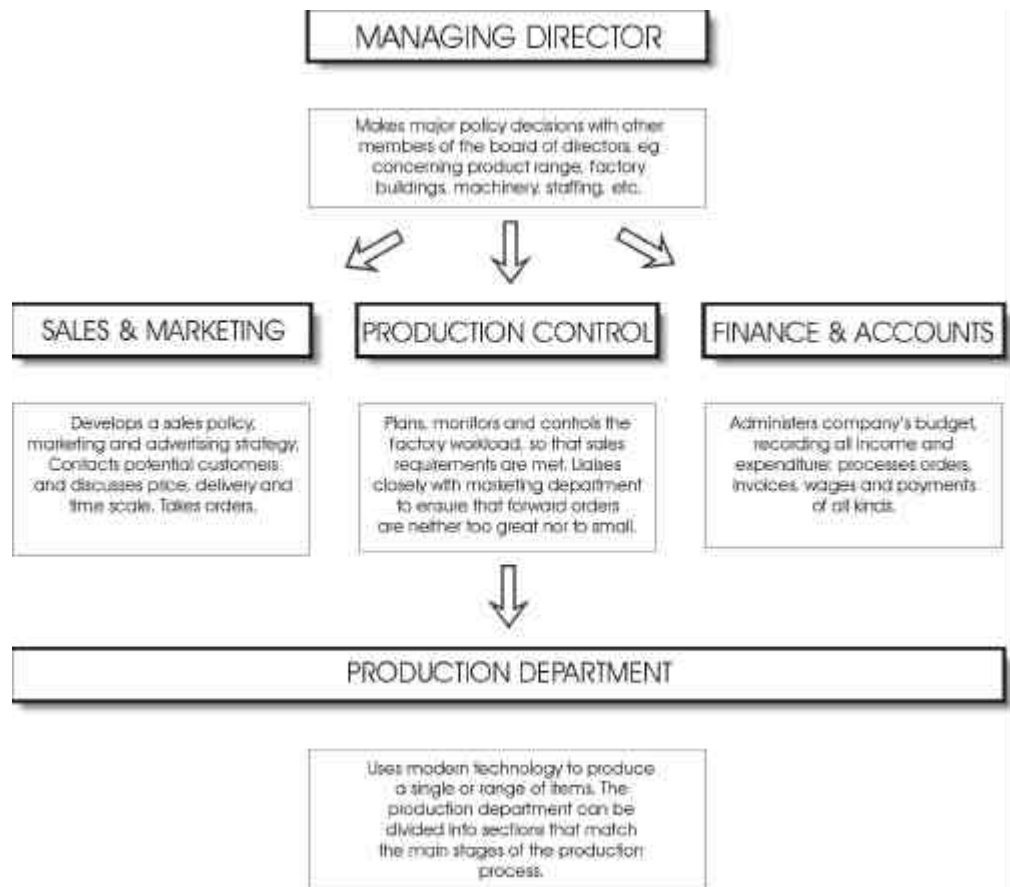 MANAGING DIRECTOR
Makes major policy decisions with other
members of the board of directors, eg
concerning product range, factory
buildings, machinery, staffing, etc.
SALES & MARKETING
PRODUCTION CONTROL
FINANCE & ACCOUNTS
Develops a sales policy,
marketing and advertising strategy.
Contacts potential customers
and discusses price, delivery and
time scale. Takes orders.
Plans, monitors and controls the
factory workload, so that sales
requirements are met. Liaises
closely with marketing department
to ensure that forward orders
are neither too great nor to small.
Administers company's budget,
recording all income and
expenditure; processes orders,
invoices, wages and payments
of all kinds.
PRODUCTION DEPARTMENT
Uses modern technology to produce
a single or range of items. The
production department can be
divided into sections that match
the main stages of the production
process.